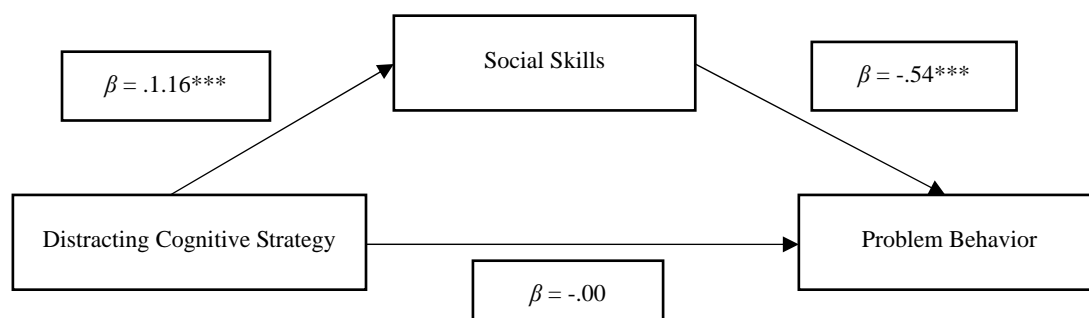 Social Skills
β = .1.16***
β = -.54***
Distracting Cognitive Strategy
Problem Behavior
β = -.00